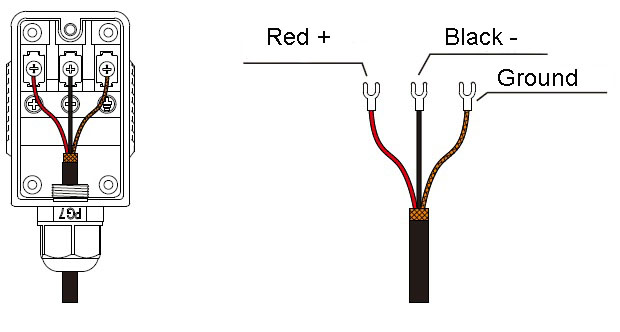 Red +
Black -
Ground
PG7